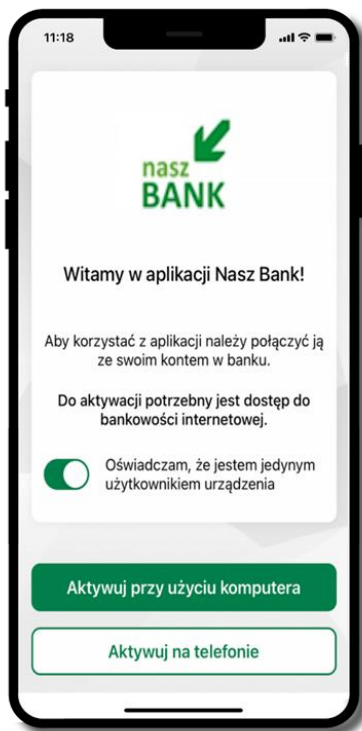 11:18
nasz
BANK
Witamy w aplikacji Nasz Bank!
Aby korzystać z aplikacji należy połączyć ją
ze swoim kontem w banku.
Do aktywacji potrzebny jest dostęp do
bankowości internetowej.
Oświadczam, że jestem jedynym
użytkownikiem urządzenia
Aktywuj przy użyciu komputera
Aktywuj na telefonie